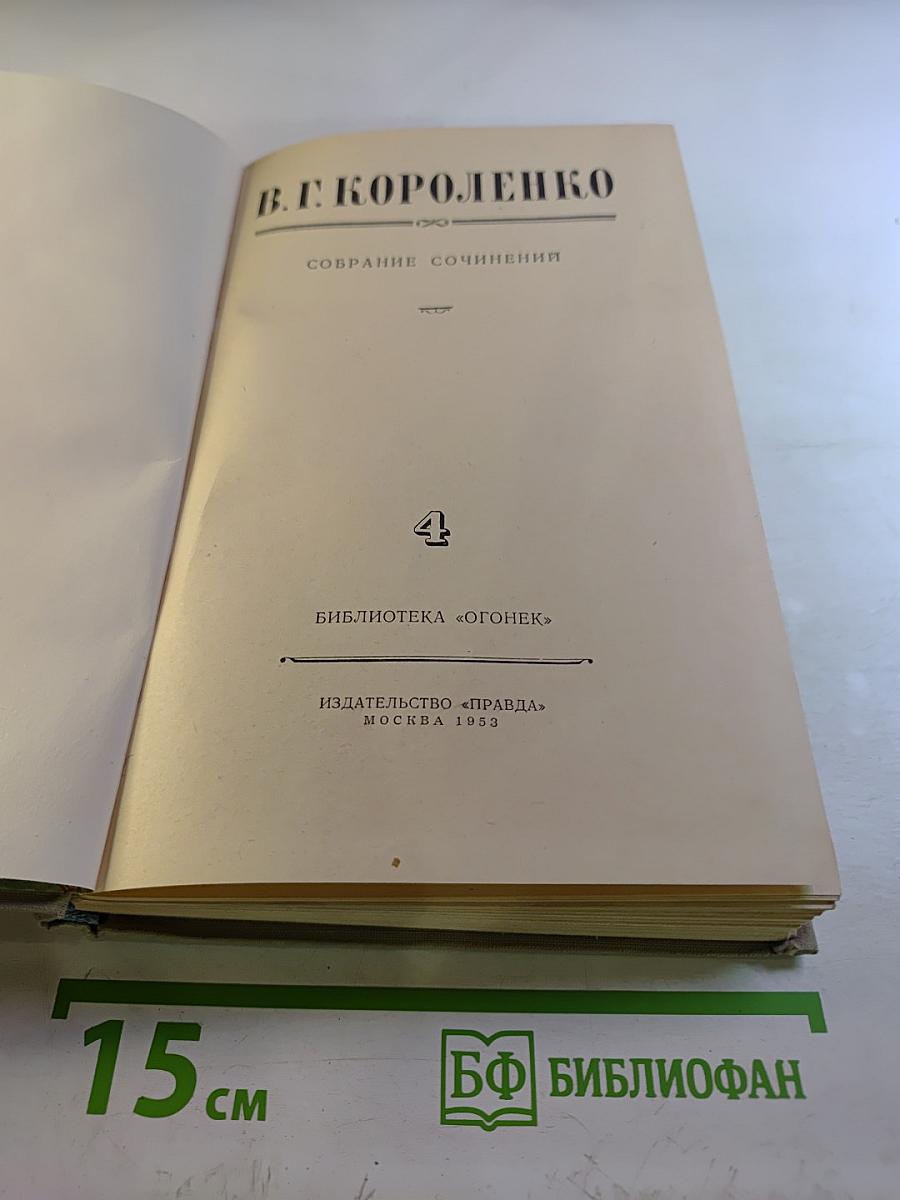 В. Г. КОРОЛЕНКО
СОБРАНИЕ СОЧИНЕНИЙ
4
БИБЛИОТЕКА «ОГОНЕК»
ИЗДАТЕЛЬСТВО «ПРАВДА»
МОСКВА 1953
15 см
БФ БИБЛИОФАН